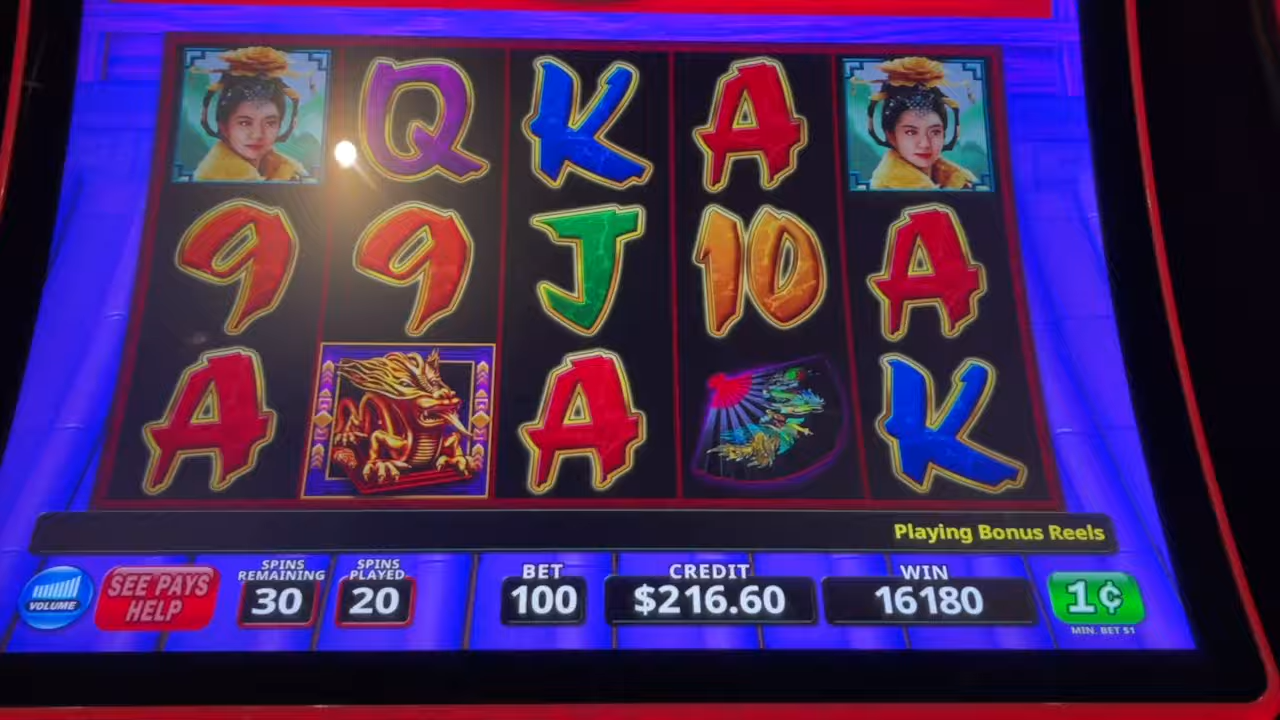 Q K A
9 9 J 10 A
A A K
Playing Bonus Reels
SPINS REMAINING
30
SPINS PLAYED
20
BET
100
CREDIT
$216.60
WIN
16180
VOLUME
SEE PAYS
HELP
1¢
MIN. BET $1